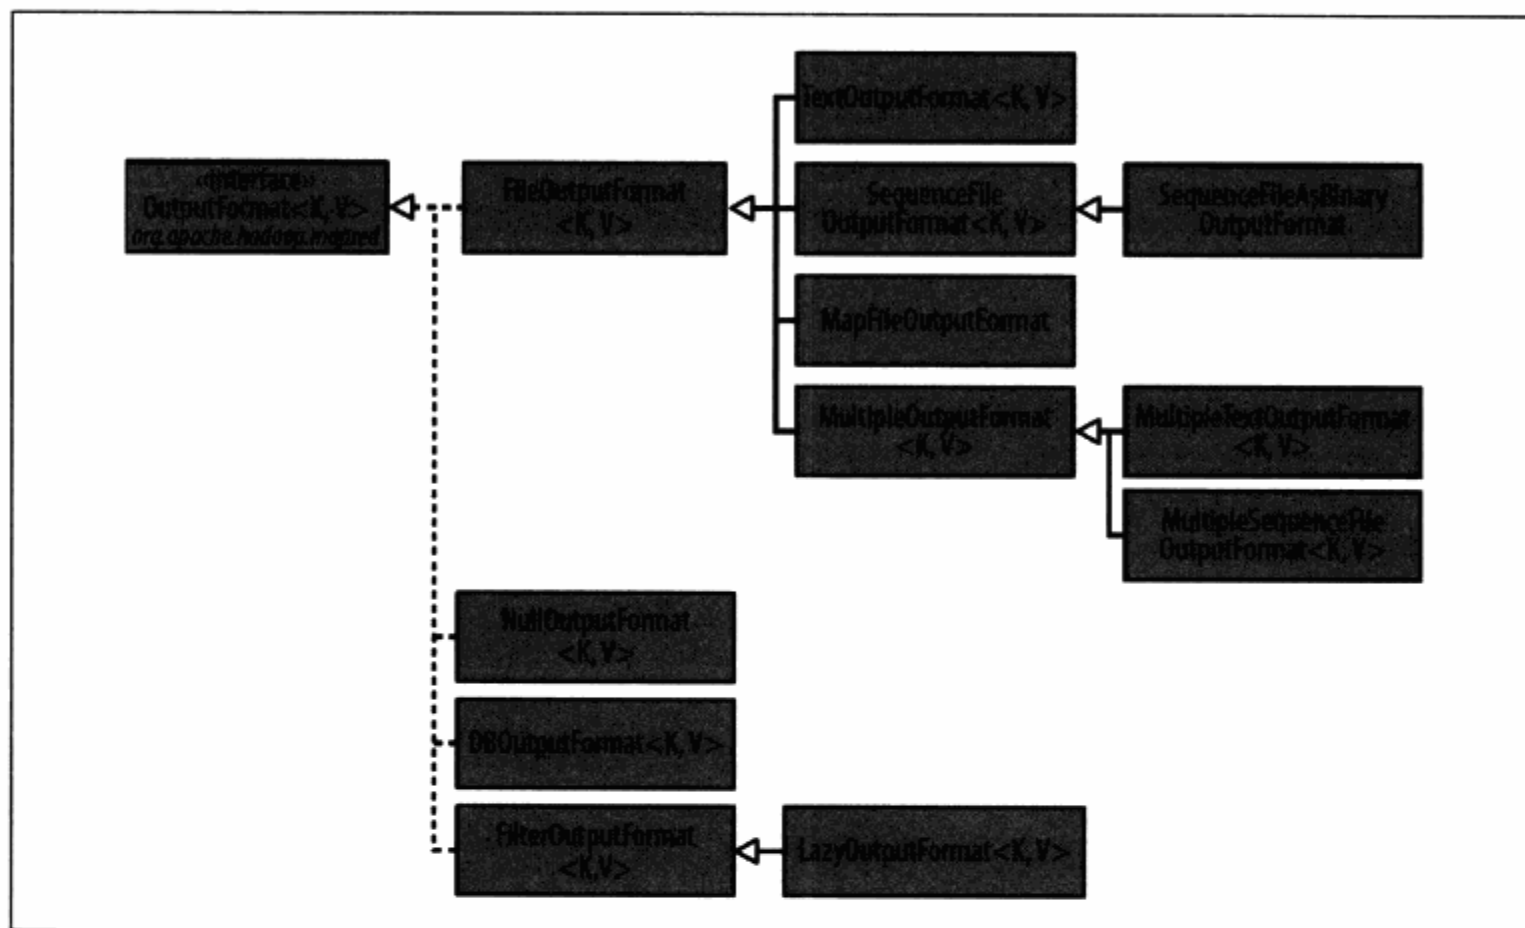 TextOutputFormat<K, V>
«interface»
OutputFormat<K, V>
org.apache.hadoop.mapred
FileOutputFormat
<K, V>
SequenceFile
OutputFormat<K, V>
SequenceFileAsBinary
OutputFormat
MapFileOutputFormat
MultipleOutputFormat
<K, V>
MultipleTextOutputFormat
<K, V>
MultipleSequenceFile
OutputFormat<K, V>
NullOutputFormat
<K, V>
DBOutputFormat<K, V>
FilterOutputFormat
<K,V>
LazyOutputFormat<K, V>